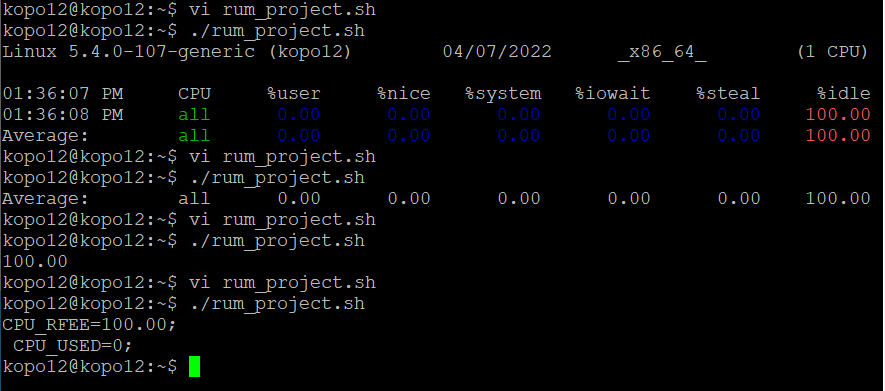 kopo12@kopo12:~$ vi rum_project.sh
kopo12@kopo12:~$ ./rum_project.sh
Linux 5.4.0-107-generic (kopo12) 04/07/2022 _x86_64_ (1 CPU)
01:36:07 PM CPU %user %nice %system %iowait %steal %idle
01:36:08 PM all 0.00 0.00 0.00 0.00 0.00 100.00
Average: all 0.00 0.00 0.00 0.00 0.00 100.00
kopo12@kopo12:~$ vi rum_project.sh
kopo12@kopo12:~$ ./rum_project.sh
Average: all 0.00 0.00 0.00 0.00 0.00 100.00
kopo12@kopo12:~$ vi rum_project.sh
kopo12@kopo12:~$ ./rum_project.sh
100.00
kopo12@kopo12:~$ vi rum_project.sh
kopo12@kopo12:~$ ./rum_project.sh
CPU_RFEE=100.00;
CPU_USED=0;
kopo12@kopo12:~$